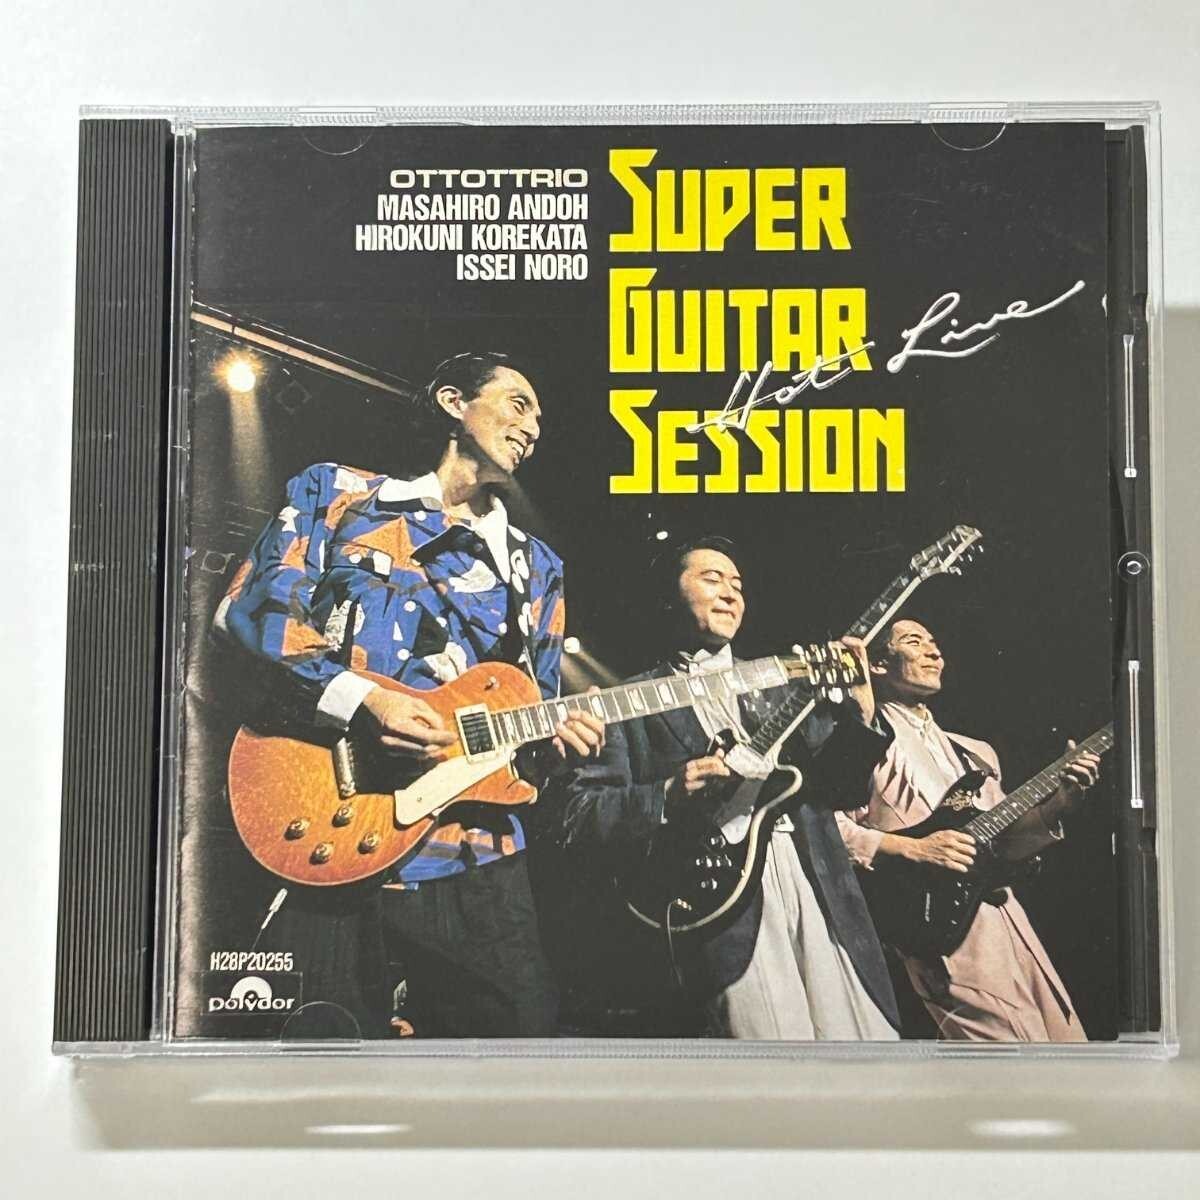 OTTOTTRIO
MASAHIRO ANDOH
HIROKUNI KOREKATA
ISSEI NORO
SUPER
GUITAR
SESSION
Hot Live
H28P20255
polydor